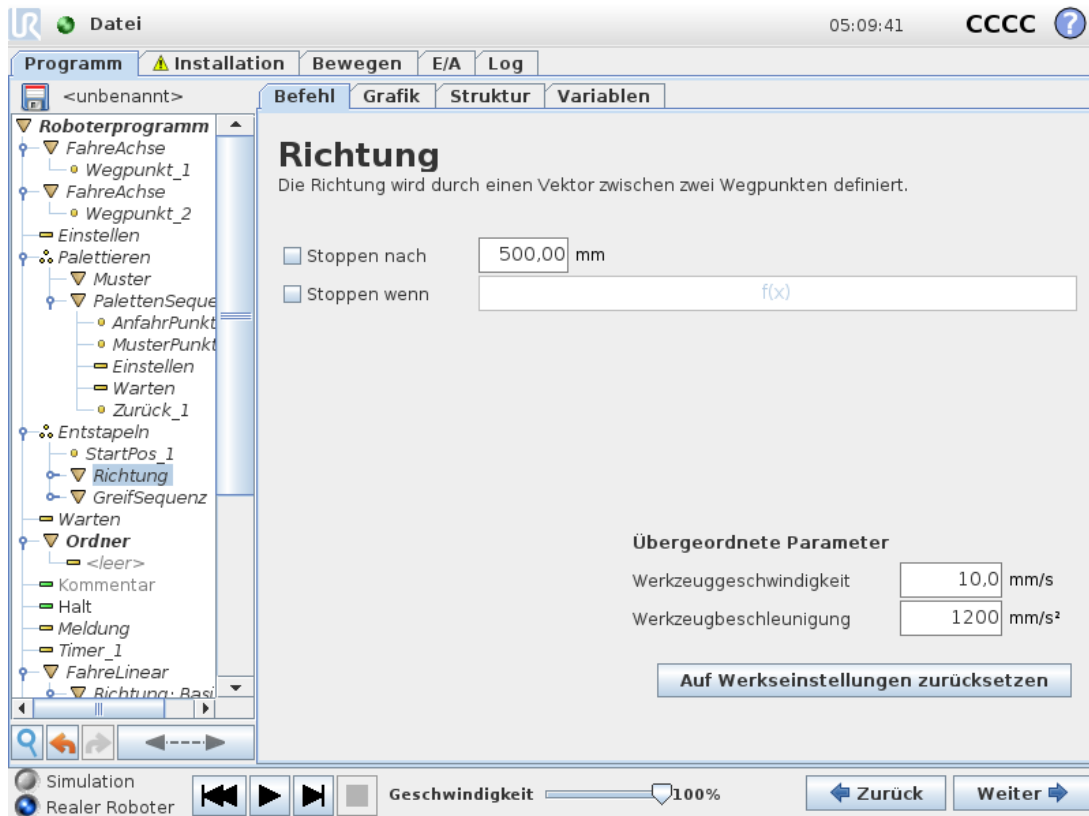 UR Datei 05:09:41 CCCC ?
Programm Installation Bewegen E/A Log
<unbenannt> Befehl Grafik Struktur Variablen
Roboterprogramm
FahreAchse
Wegpunkt_1
FahreAchse
Wegpunkt_2
Einstellen
Palettieren
Muster
PalettenSeque
AnfahrPunkt
MusterPunkt
Einstellen
Warten
Zurück_1
Entstapeln
StartPos_1
Richtung
GreifSequenz
Warten
Ordner
<leer>
Kommentar
Halt
Meldung
Timer_1
FahreLinear
Richtung: Basi
Richtung
Die Richtung wird durch einen Vektor zwischen zwei Wegpunkten definiert.
Stoppen nach 500,00 mm
Stoppen wenn f(x)
Übergeordnete Parameter
Werkzeuggeschwindigkeit 10,0 mm/s
Werkzeugbeschleunigung 1200 mm/s²
Auf Werkseinstellungen zurücksetzen
Simulation
Realer Roboter
Geschwindigkeit 100%
Zurück Weiter